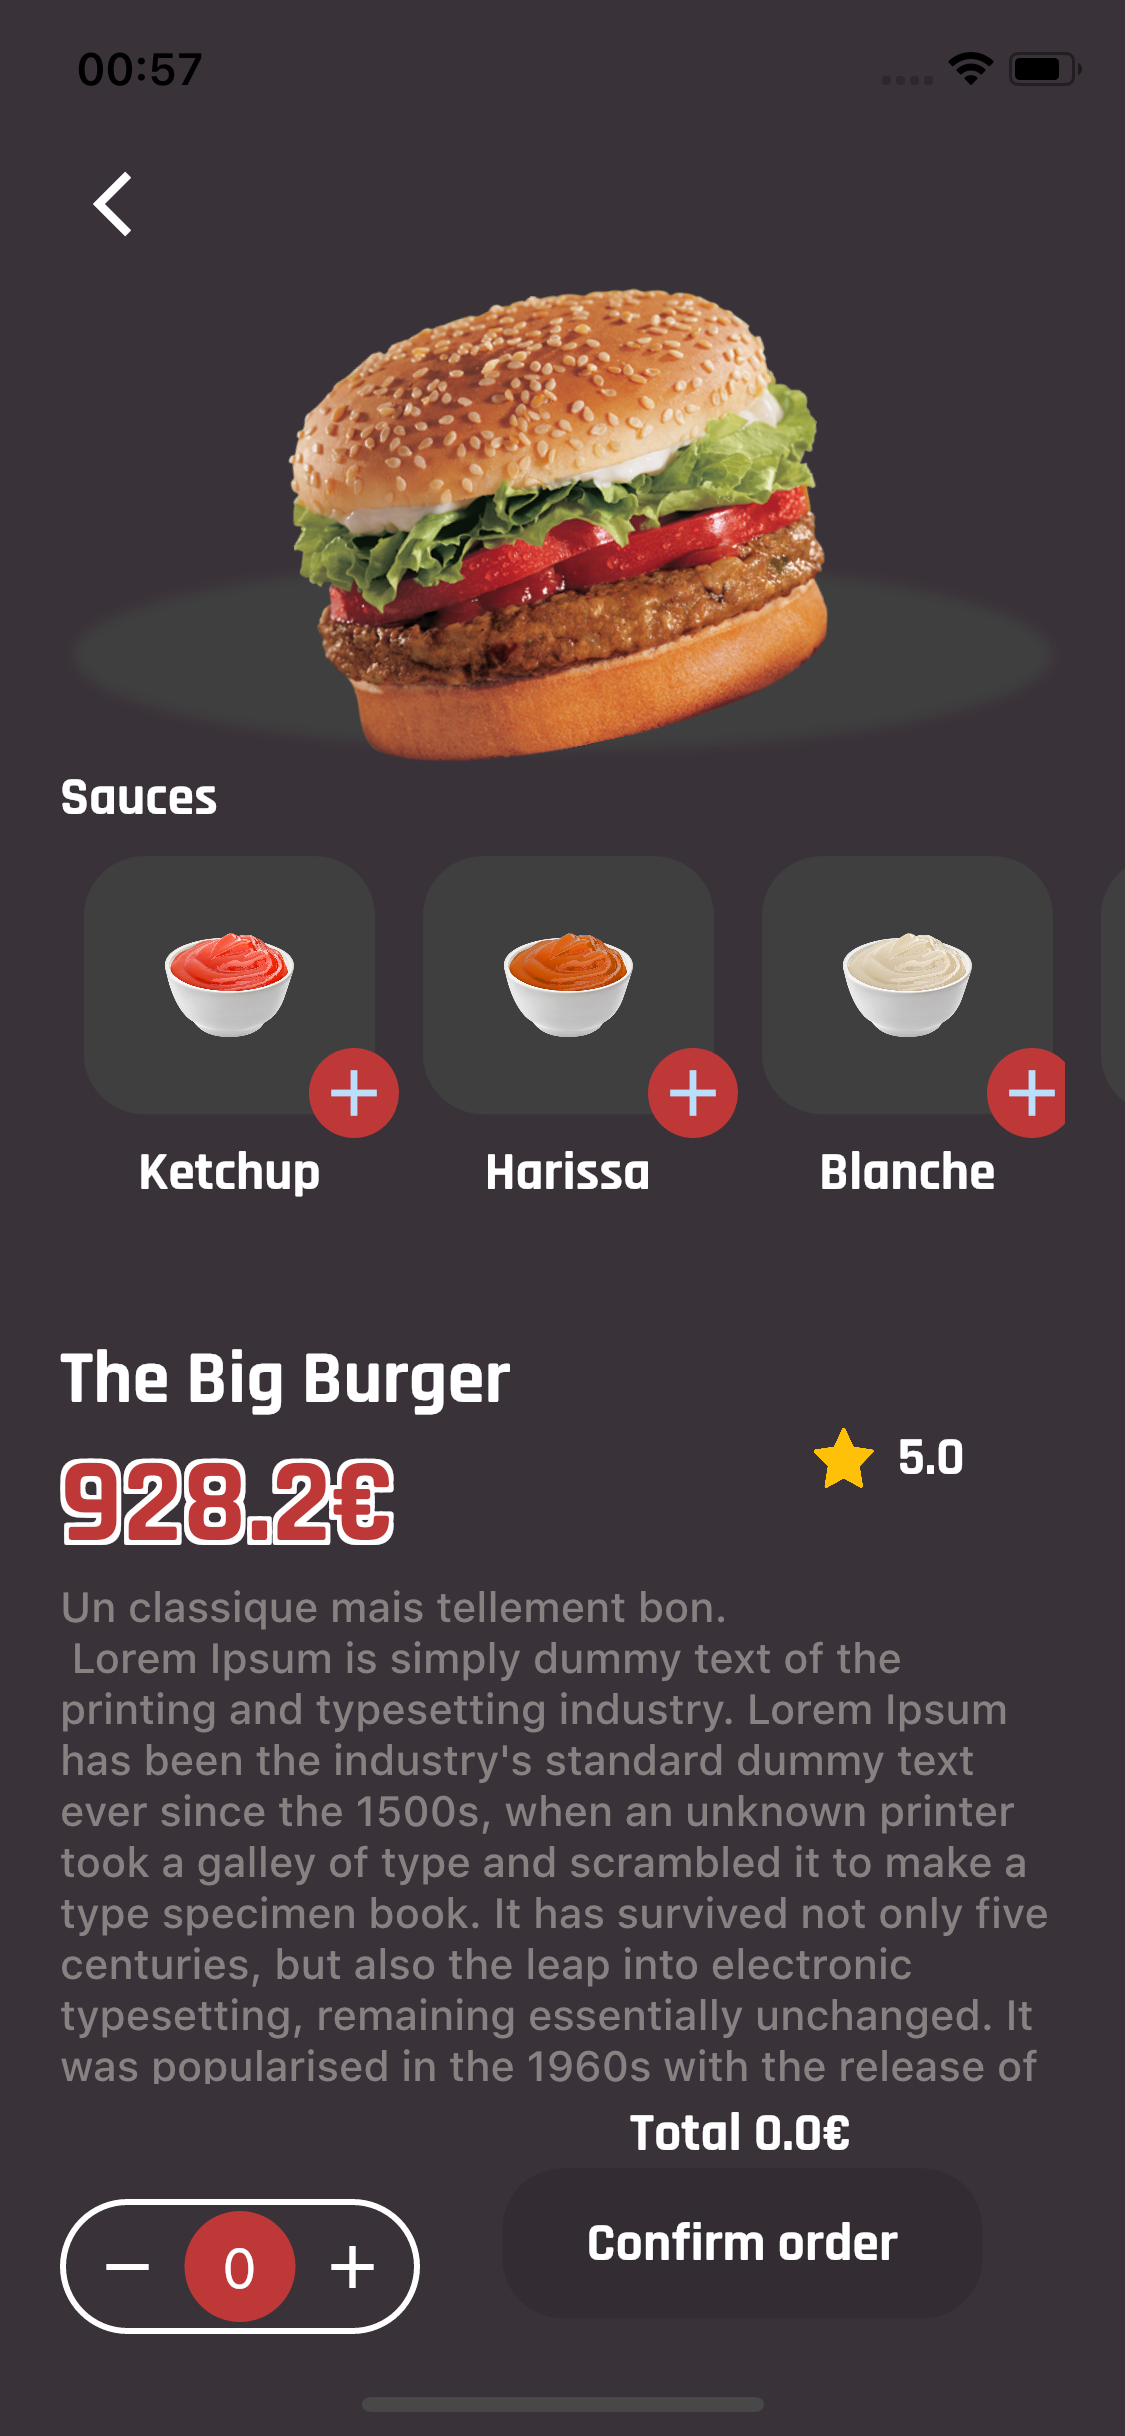 00:57
Sauces
Ketchup
Harissa
Blanche
The Big Burger
928.2€
5.0
Un classique mais tellement bon.
Lorem Ipsum is simply dummy text of the
printing and typesetting industry. Lorem Ipsum
has been the industry's standard dummy text
ever since the 1500s, when an unknown printer
took a galley of type and scrambled it to make a
type specimen book. It has survived not only five
centuries, but also the leap into electronic
typesetting, remaining essentially unchanged. It
was popularised in the 1960s with the release of
Total 0.0€
0
Confirm order